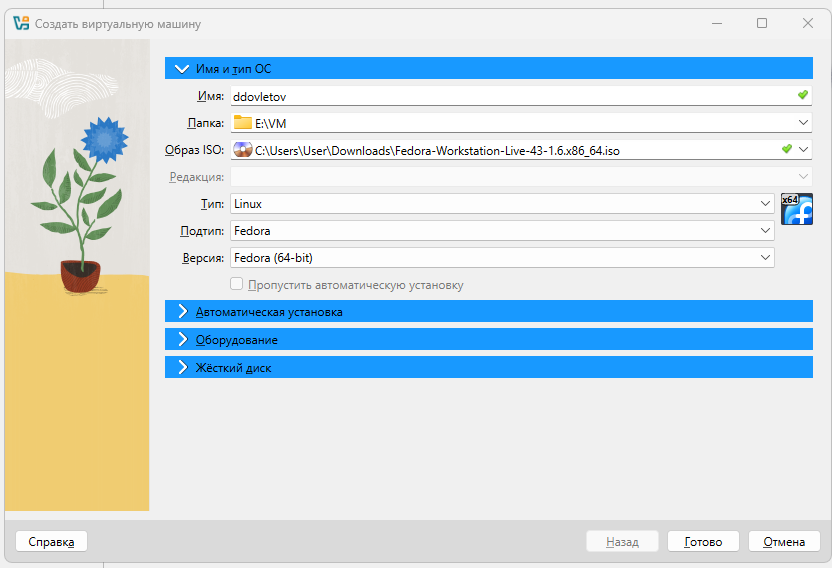 Создать виртуальную машину
Имя и тип ОС
Имя: ddovletov
Папка: E:\VM
Образ ISO: C:\Users\User\Downloads\Fedora-Workstation-Live-43-1.6.x86_64.iso
Редакция:
Тип: Linux
x64
Подтип: Fedora
Версия: Fedora (64-bit)
Пропустить автоматическую установку
Автоматическая установка
Оборудование
Жёсткий диск
Справка Назад Готово Отмена